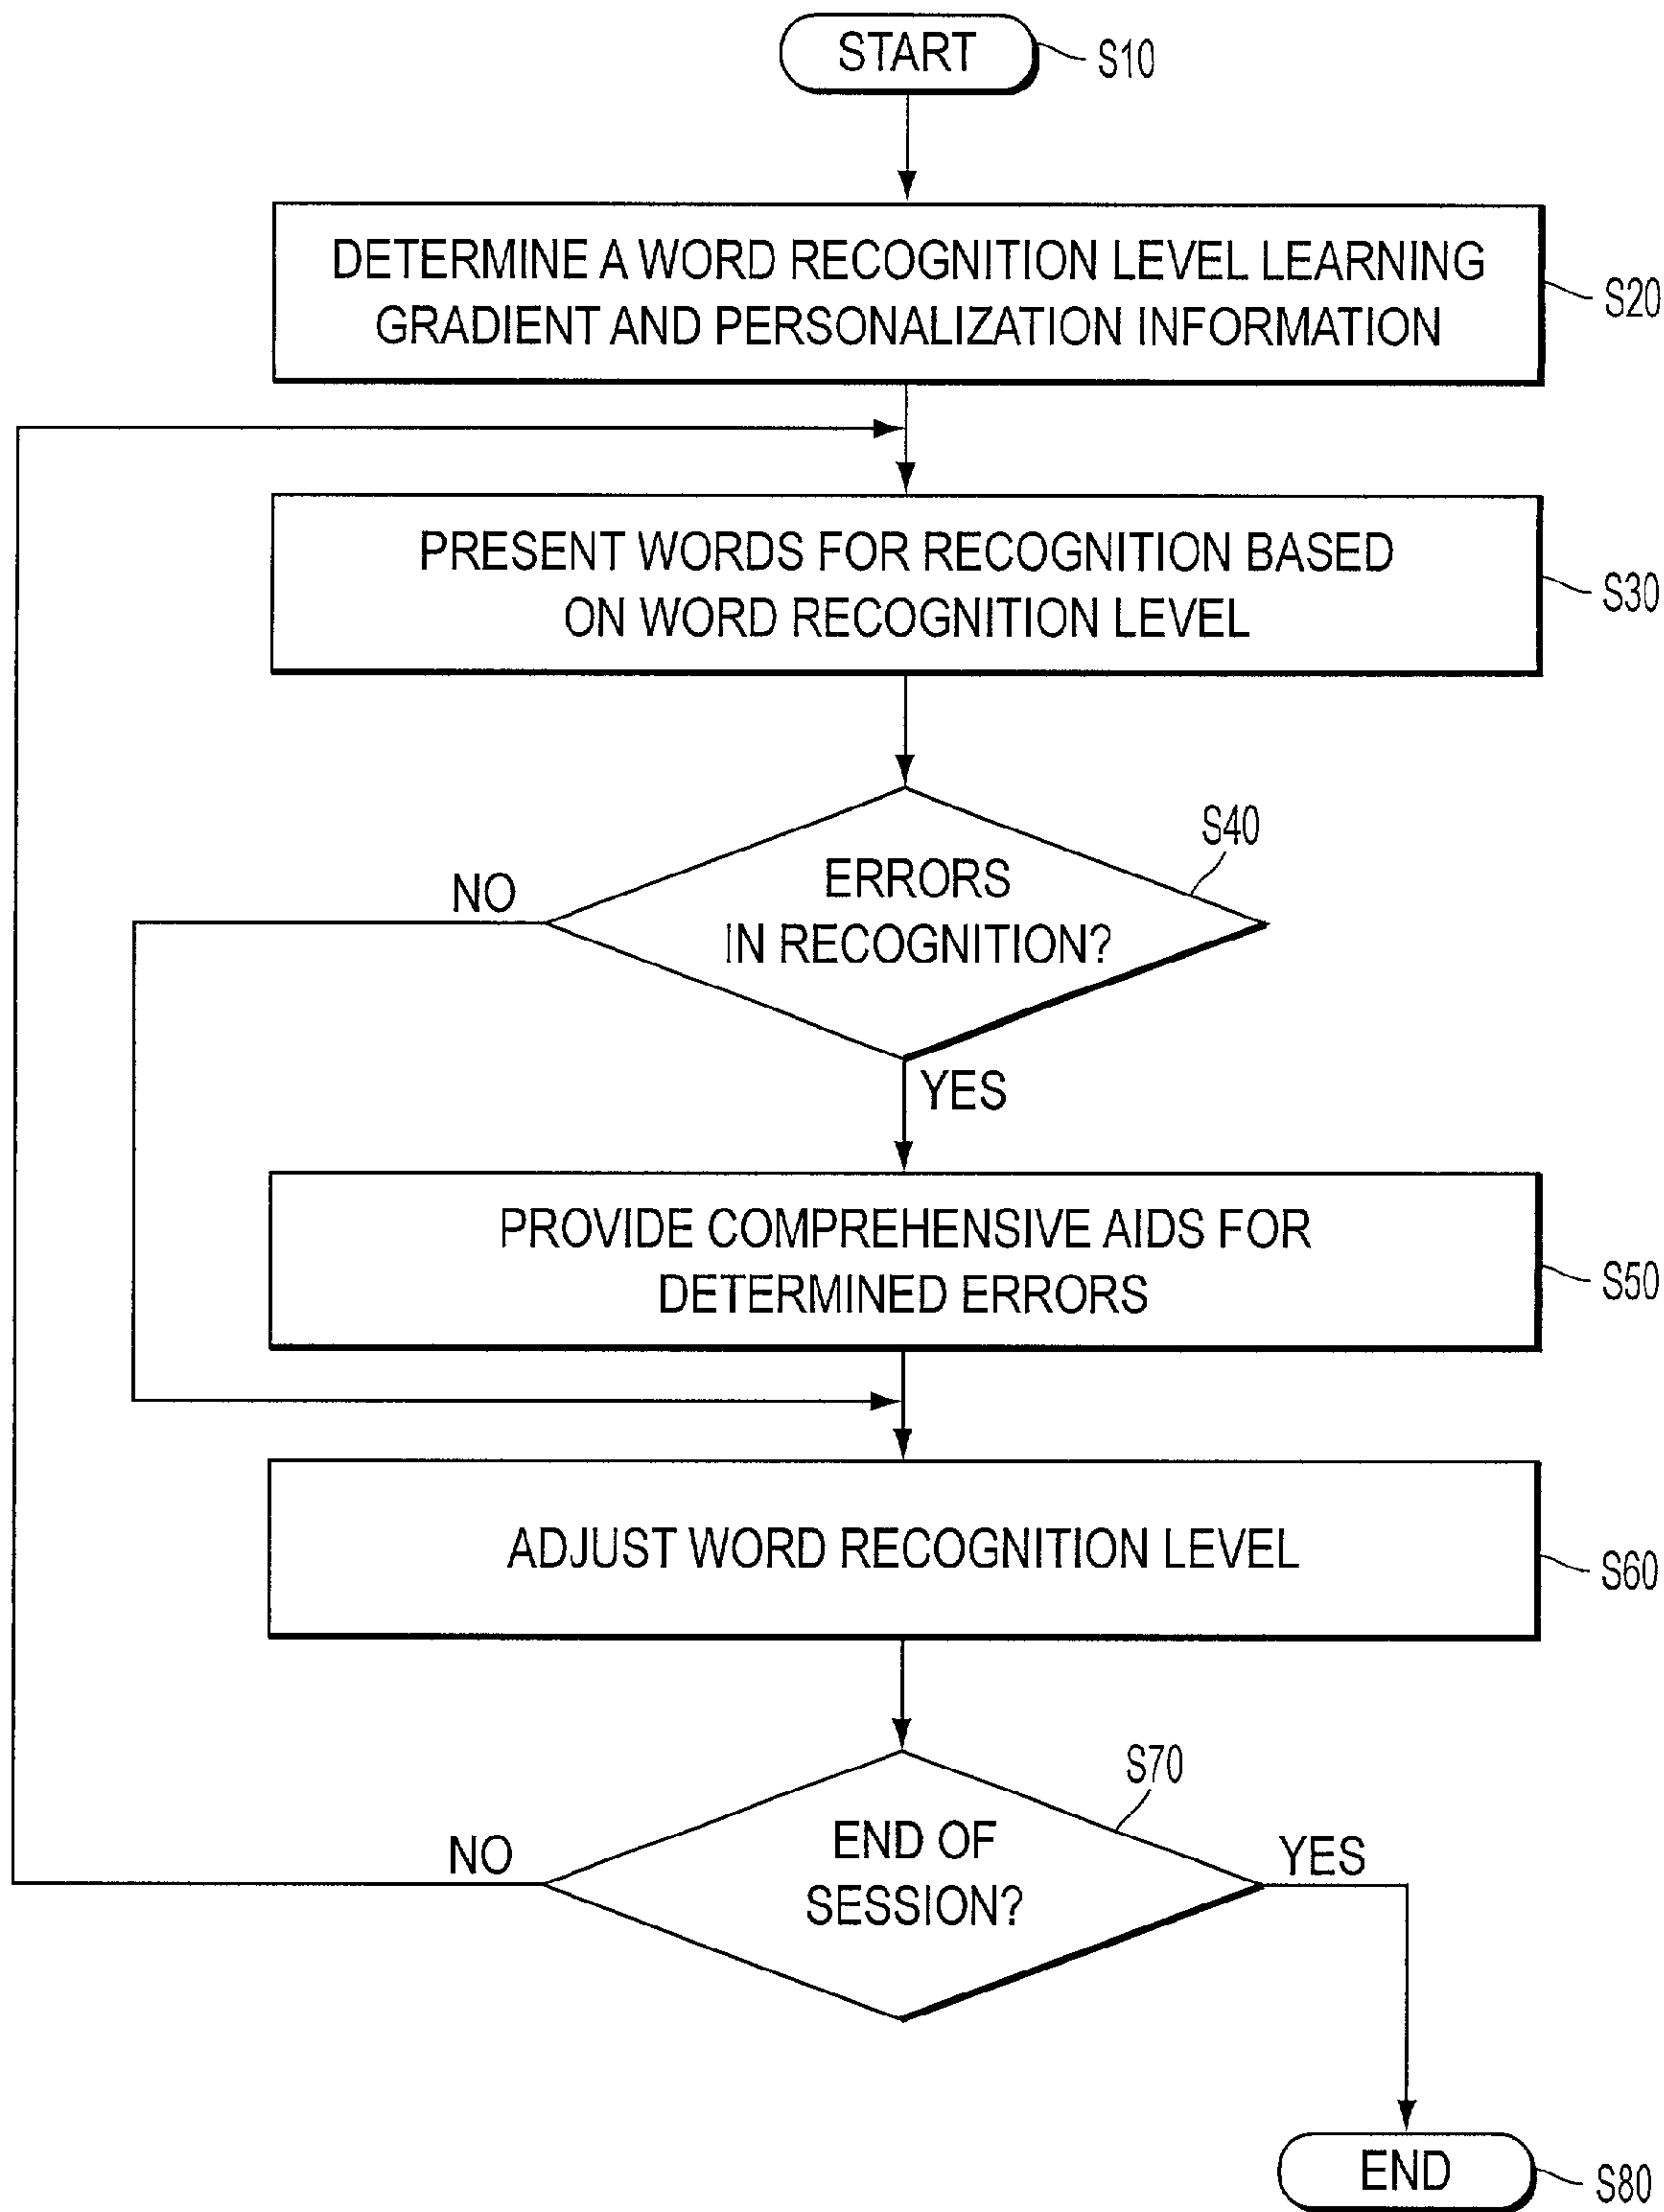 START
S10
DETERMINE A WORD RECOGNITION LEVEL LEARNING
GRADIENT AND PERSONALIZATION INFORMATION
S20
PRESENT WORDS FOR RECOGNITION BASED
ON WORD RECOGNITION LEVEL
S30
S40
ERRORS
IN RECOGNITION?
NO
YES
PROVIDE COMPREHENSIVE AIDS FOR
DETERMINED ERRORS
S50
ADJUST WORD RECOGNITION LEVEL
S60
S70
END OF
SESSION?
NO
YES
END
S80